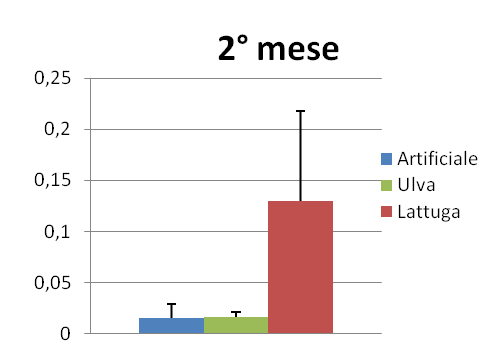 2° mese
0,25
0,2
0,15
0,1
0,05
0
Artificiale
Ulva
Lattuga